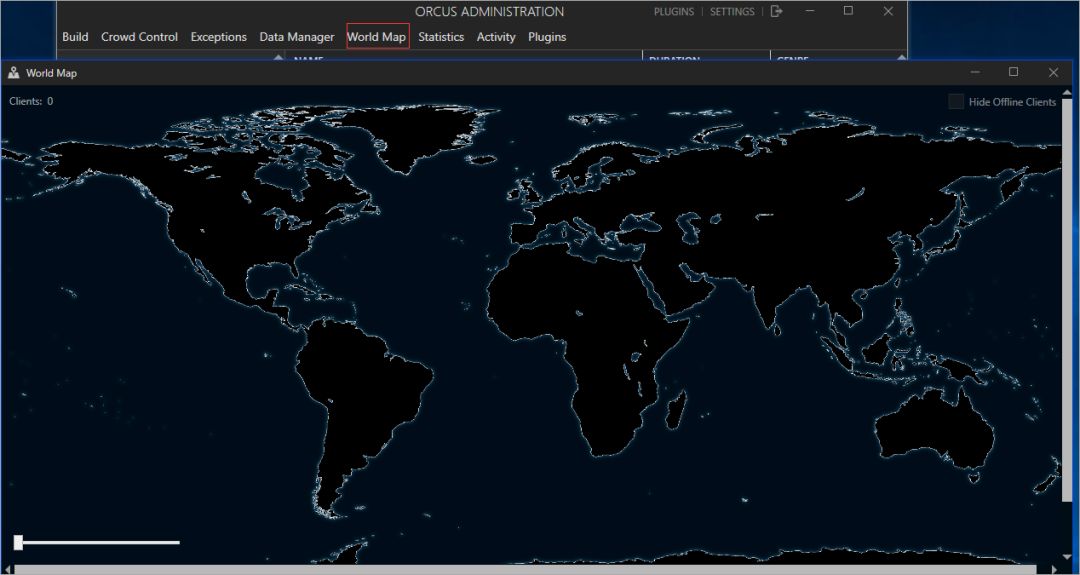 ORCUS ADMINISTRATION
PLUGINS | SETTINGS |
Build Crowd Control Exceptions Data Manager World Map Statistics Activity Plugins
NAME DURATION GENRE
World Map
Clients: 0
Hide Offline Clients